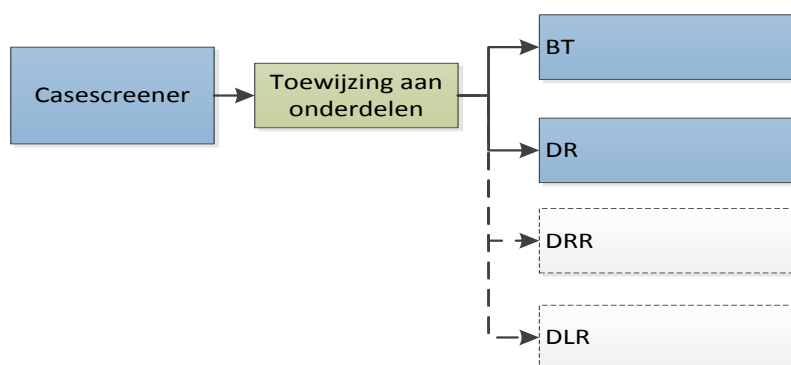 Casescreener
Toewijzing aan
onderdelen
BT
DR
DRR
DLR